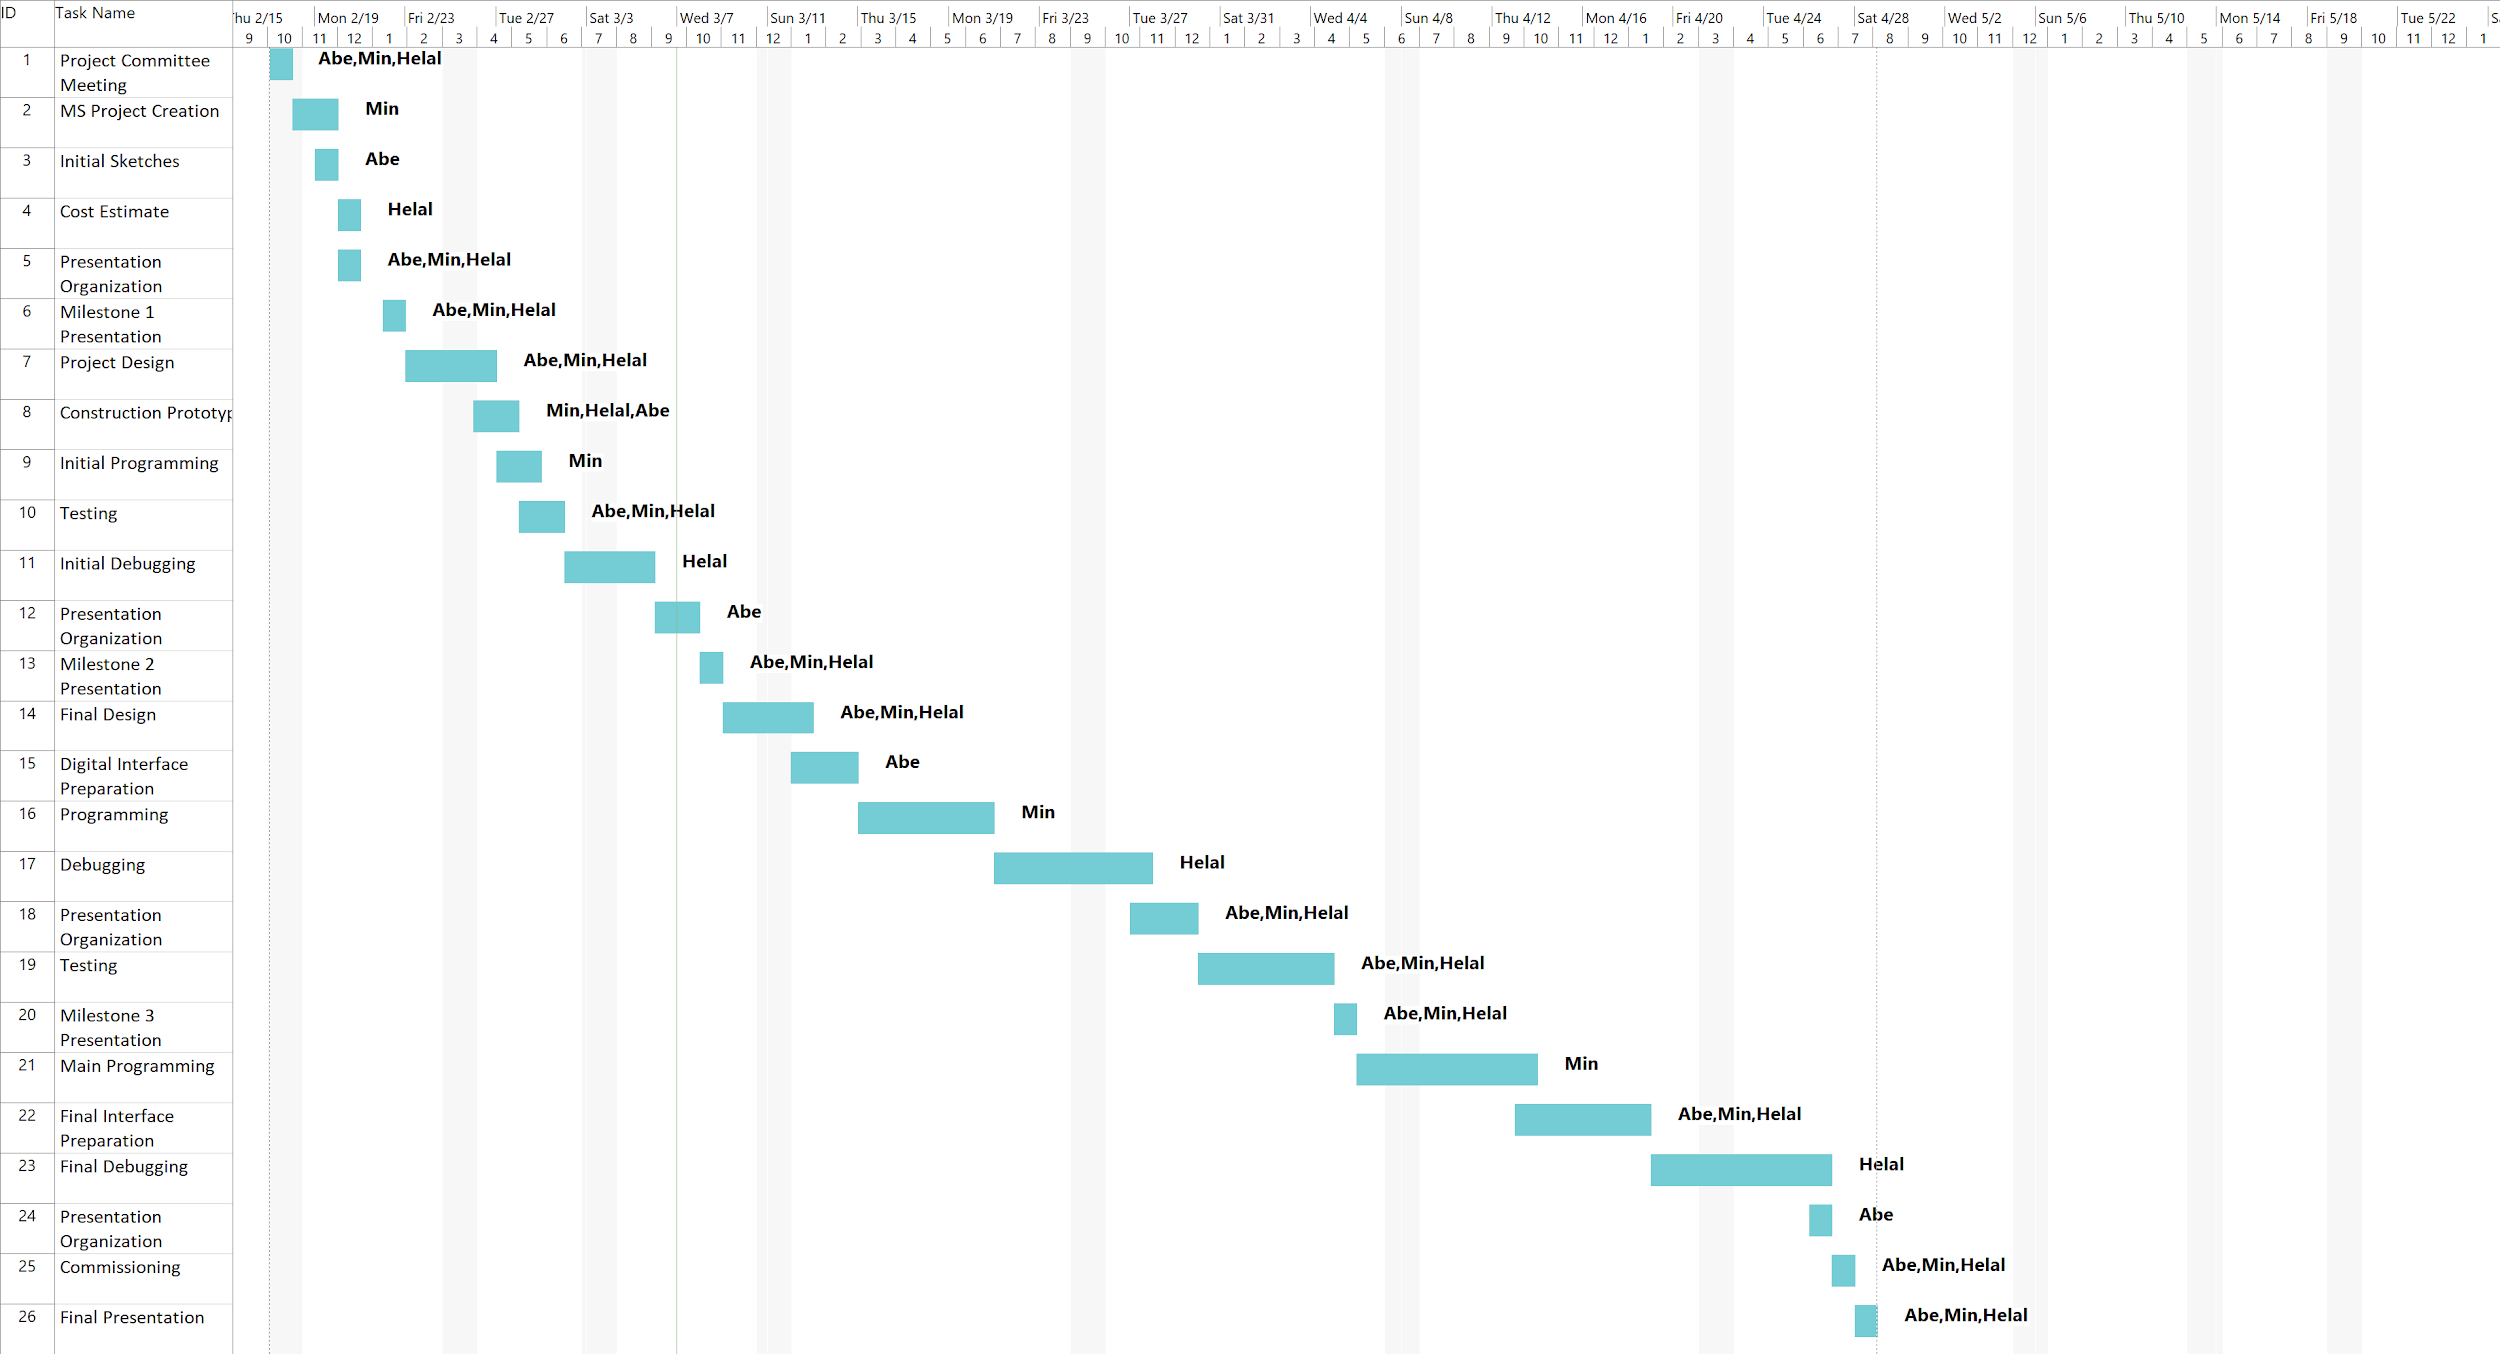 ID Task Name hu 2/15 Mon 2/19 Fri 2/23 Tue 2/27 Sat 3/3 Wed 3/7 Sun 3/11 Thu 3/15 Mon 3/19 Fri 3/23 Tue 3/27 Sat 3/31 Wed 4/4 Sun 4/8 Thu 4/12 Mon 4/16 Fri 4/20 Tue 4/24 Sat 4/28 Wed 5/2 Sun 5/6 Thu 5/10 Mon 5/14 Fri 5/18 Tue 5/22 Sa
9 10 11 12 1 2 3 4 5 6 7 8 9 10 11 12 1 2 3 4 5 6 7 8 9 10 11 12 1 2 3 4 5 6 7 8 9 10 11 12 1 2 3 4 5 6 7 8 9 10 11 12 1 2 3 4 5 6 7 8 9 10 11 12 1
1 Project Committee Abe,Min,Helal
Meeting
2 MS Project Creation Min
3 Initial Sketches Abe
4 Cost Estimate Helal
5 Presentation Abe,Min,Helal
Organization
6 Milestone 1 Abe,Min,Helal
Presentation
7 Project Design Abe,Min,Helal
8 Construction Prototyp Min,Helal,Abe
9 Initial Programming Min
10 Testing Abe,Min,Helal
11 Initial Debugging Helal
12 Presentation Abe
Organization
13 Milestone 2 Abe,Min,Helal
Presentation
14 Final Design Abe,Min,Helal
15 Digital Interface Abe
Preparation
16 Programming Min
17 Debugging Helal
18 Presentation Abe,Min,Helal
Organization
19 Testing Abe,Min,Helal
20 Milestone 3 Abe,Min,Helal
Presentation
21 Main Programming Min
22 Final Interface Abe,Min,Helal
Preparation
23 Final Debugging Helal
24 Presentation Abe
Organization
25 Commissioning Abe,Min,Helal
26 Final Presentation Abe,Min,Helal